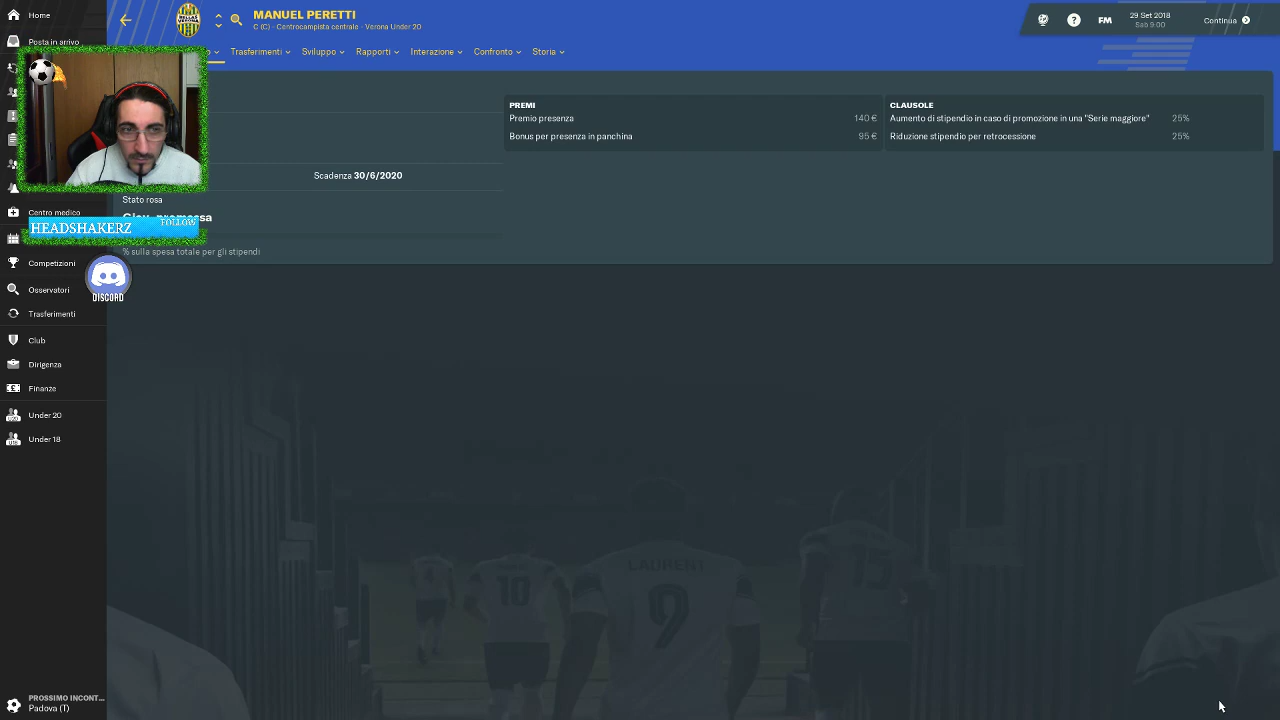 Home
Posta in arrivo
MANUEL PERETTI
C (C) - Centrocampista centrale - Verona Under 20
29 Set 2018
Sab 9:00
Continua
FM
Trasferimenti
Sviluppo
Rapporti
Interazione
Confronto
Storia
PREMI
Premio presenza 140 €
Bonus per presenza in panchina 95 €
CLAUSOLE
Aumento di stipendio in caso di promozione in una "Serie maggiore" 25%
Riduzione stipendio per retrocessione 25%
Scadenza 30/6/2020
Stato rosa
% sulla spesa totale per gli stipendi
Centro medico
HEADSHAKERZ
FOLLOW
DISCORD
Competizioni
Osservatori
Trasferimenti
Club
Dirigenza
Finanze
Under 20
Under 18
LAURENT
10
9
15
PROSSIMO INCONT...
Padova (T)